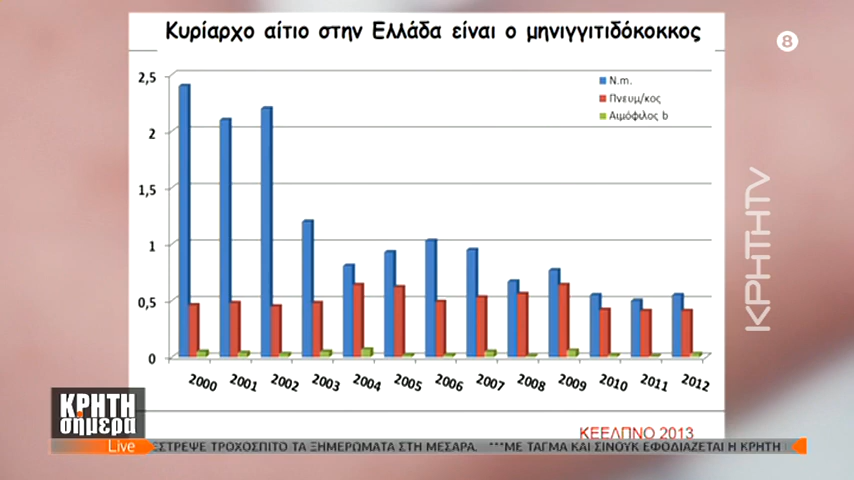 Κυρίαρχο αίτιο στην Ελλάδα είναι ο μηνιγγιτιδόκοκκος
8
2,5
2
1,5
1
0,5
0
N.m.
Πνευμ/κος
Αιμόφιλος b
2000 2001 2002 2003 2004 2005 2006 2007 2008 2009 2010 2011 2012
ΚΡΗΤΗTV
ΚΕΕΛΠΝΟ 2013
ΚΡΗΤΗ
σήμερα
Live
ΕΣΤΡΕΨΕ ΤΡΟΧΟΣΠΙΤΟ ΤΑ ΞΗΜΕΡΩΜΑΤΑ ΣΤΗ ΜΕΣΑΡΑ. ***ΜΕ ΤΑΓΜΑ ΚΑΙ ΣΙΝΟΥΚ ΕΦΟΔΙΑΖΕΤΑΙ Η ΚΡΗΤΗ